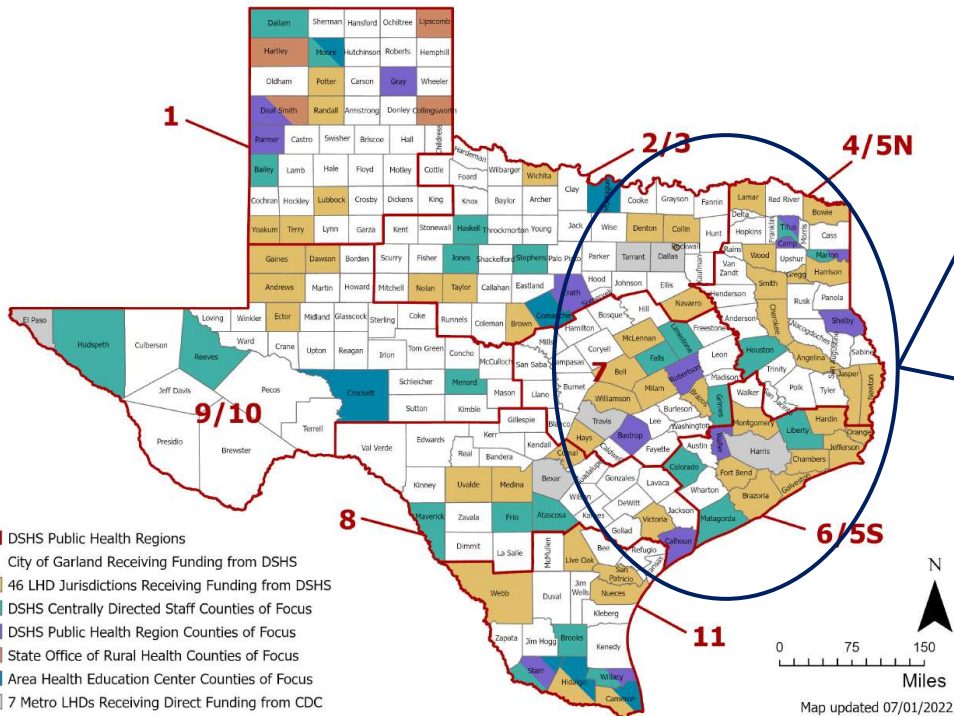 Dallam Sherman Hansford Ochiltree Lipscomb
Hartley Moore Hutchinson Roberts Hemphill
Oldham Potter Carson Gray Wheeler
1 Deaf Smith Randall Armstrong Donley Collingsworth
Parmer Castro Swisher Briscoe Hall Childress
2/3 4/5N
Bailey Lamb Hale Floyd Motley Cottle Hardeman Foard Wilbarger Wichita Clay Cooke Grayson Fannin Lamar Red River Bowie
Cochran Hockley Lubbock Crosby Dickens King Knox Baylor Archer Jack Wise Denton Collin Hunt Delta Hopkins Franklin Titus Camp Morris Cass
Yoakum Terry Lynn Garza Kent Stonewall Haskell Throckmorton Young Parker Tarrant Dallas Rockwall Kaufman Rains Wood Upshur Marion
Gaines Dawson Borden Scurry Fisher Jones Shackelford Stephens Palo Pinto Hood Johnson Ellis Van Zandt Smith Gregg Harrison
Andrews Martin Howard Mitchell Nolan Taylor Callahan Eastland Erath Somervell Hill Navarro Henderson Rusk Panola
El Paso Hudspeth Culberson Reeves Loving Winkler Ector Midland Glasscock Sterling Coke Runnels Coleman Brown Comanche Bosque Hamilton Freestone Anderson Cherokee Nacogdoches Shelby
Ward Crane Upton Reagan Irion Tom Green Concho McCulloch Mills Coryell McLennan Limestone Falls Leon Houston Angelina San Augustine Sabine
Jeff Davis Pecos Crockett Schleicher Menard San Saba Lampasas 7 Bell Robertson Madison Trinity Polk Tyler Jasper Newton
9/10 Sutton Kimble Mason Llano Burnet Williamson Milam Brazos Grimes Walker San Jacinto
Presidio Brewster Terrell Val Verde Edwards Kerr Gillespie Blanco Travis Lee Burleson Washington Montgomery Liberty Hardin Orange
Real Bandera Kendall Comal Hays Caldwell Bastrop Fayette Austin Waller Harris Chambers Jefferson
Kinney Uvalde Medina Bexar Guadalupe Gonzales Lavaca Colorado Fort Bend Galveston
8 Maverick Zavala Frio Atascosa Wilson Karnes DeWitt Wharton Brazoria
6/5S
Dimmit La Salle McMullen Live Oak Bee Goliad Victoria Jackson Matagorda Refugio Calhoun
Webb Duval Jim Wells San Patricio Nueces Kleberg
11
Zapata Jim Hogg Brooks Kenedy
Starr Hidalgo Willacy Cameron
DSHS Public Health Regions
City of Garland Receiving Funding from DSHS
46 LHD Jurisdictions Receiving Funding from DSHS
DSHS Centrally Directed Staff Counties of Focus
DSHS Public Health Region Counties of Focus
State Office of Rural Health Counties of Focus
Area Health Education Center Counties of Focus
7 Metro LHDs Receiving Direct Funding from CDC
N
0 75 150
Miles
Map updated 07/01/2022